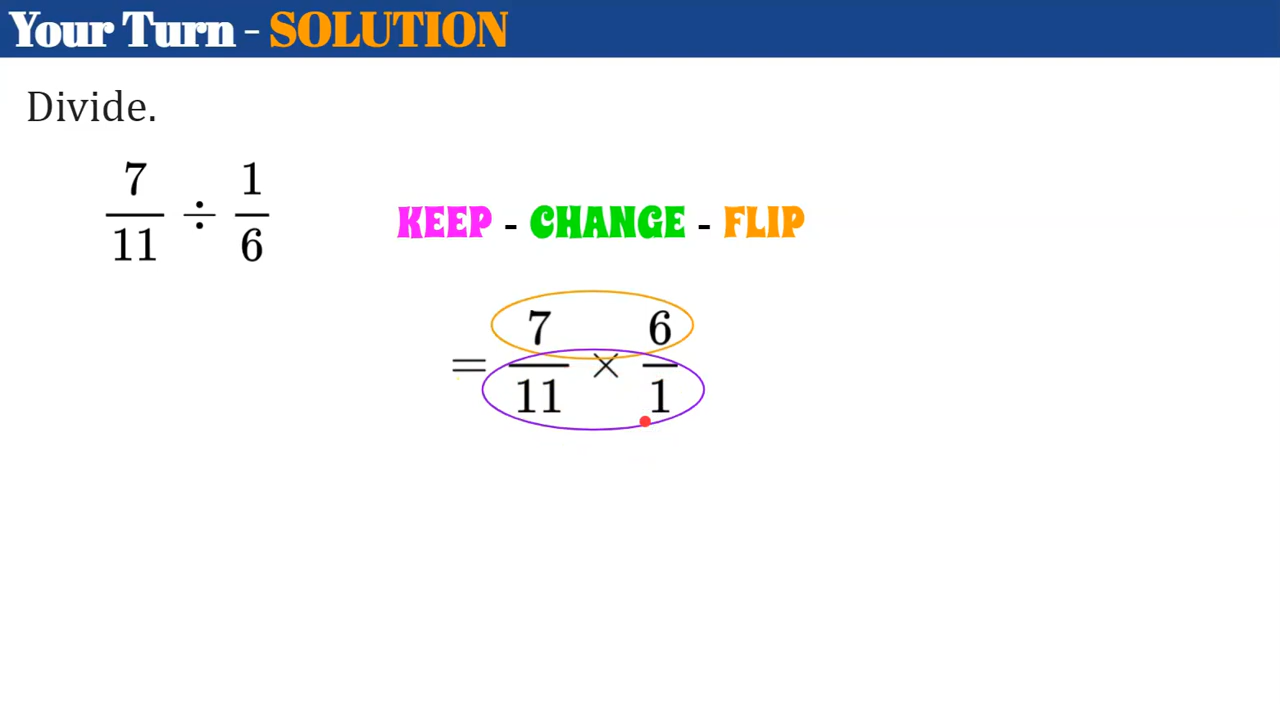 Your Turn - SOLUTION
Divide.
7/11 ÷ 1/6
KEEP - CHANGE - FLIP
= 7/11 × 6/1